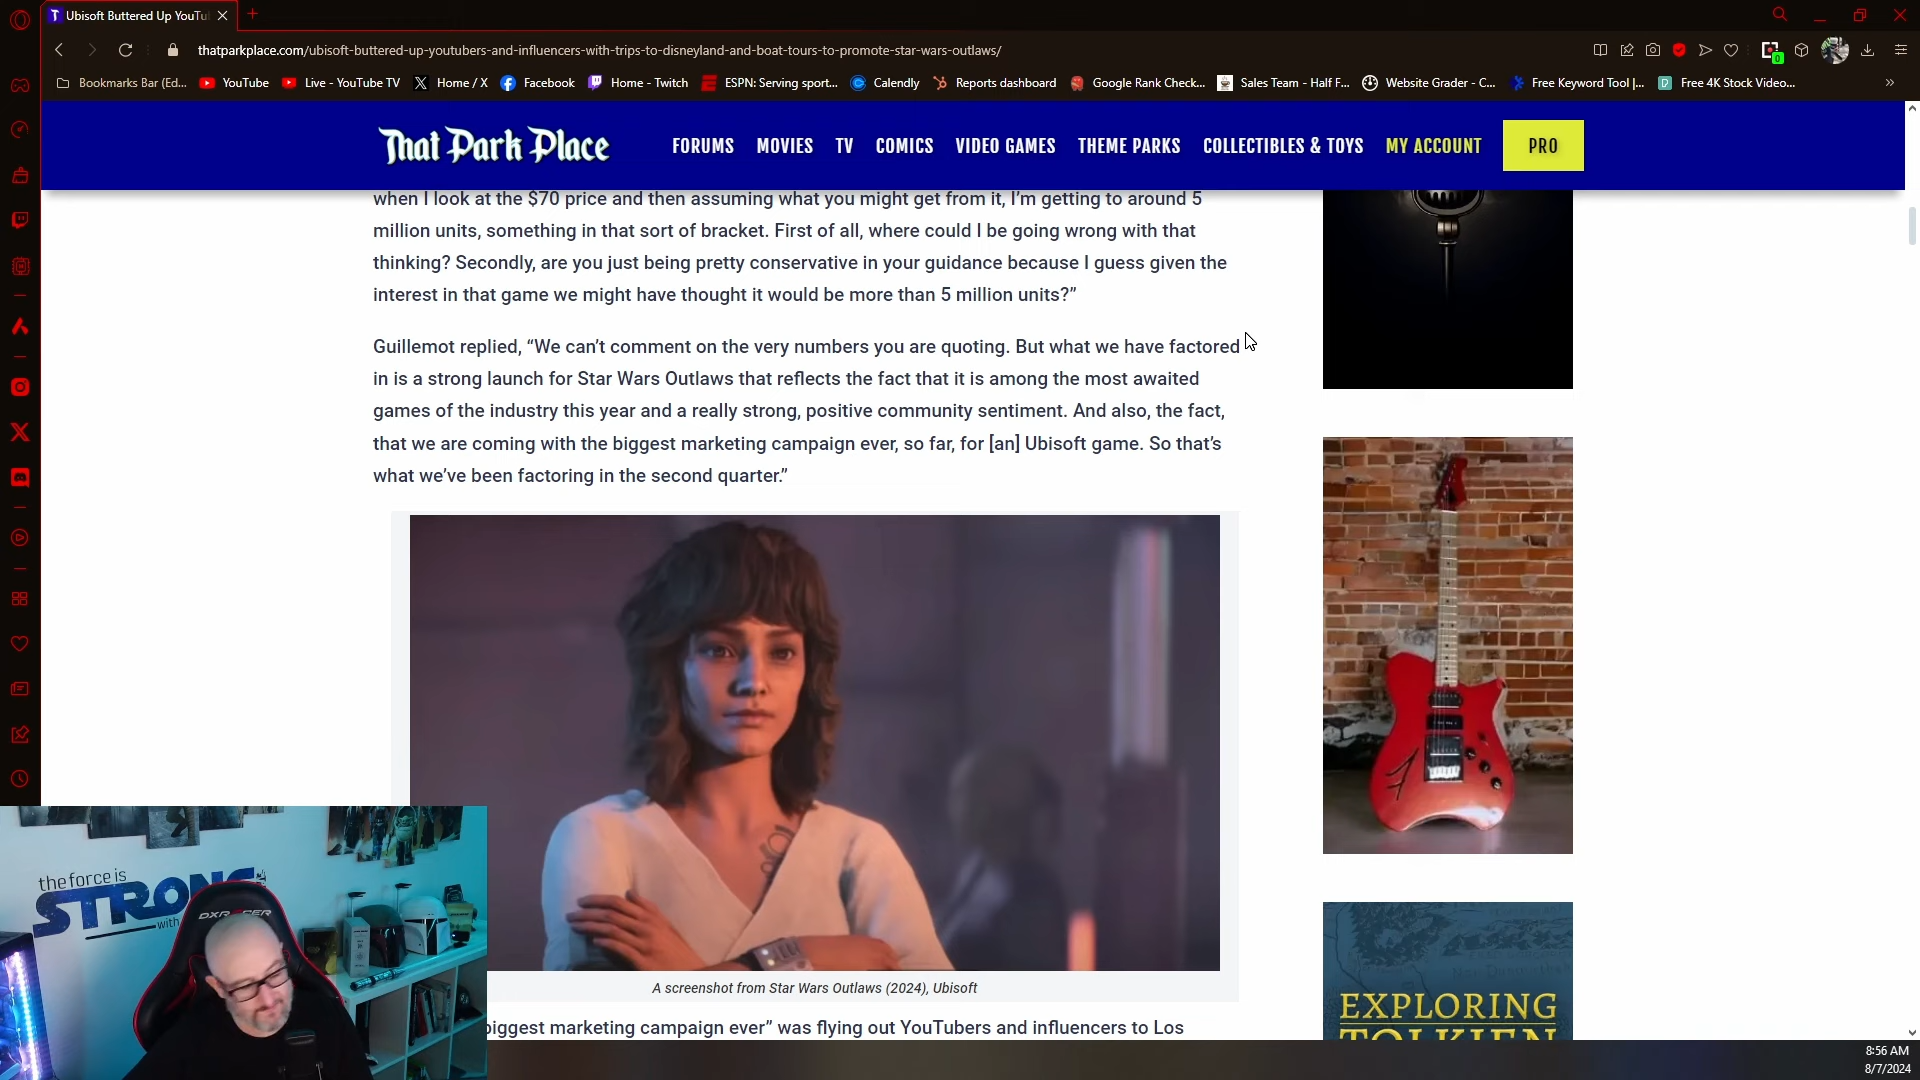 Ubisoft Buttered Up YouTu
thatparkplace.com/ubisoft-buttered-up-youtubers-and-influencers-with-trips-to-disneyland-and-boat-tours-to-promote-star-wars-outlaws/
Bookmarks Bar (Ed... YouTube Live - YouTube TV Home / X Facebook Home - Twitch ESPN: Serving sport... Calendly Reports dashboard Google Rank Check... Sales Team - Half F... Website Grader - C... Free Keyword Tool |... Free 4K Stock Video...
That Park Place FORUMS MOVIES TV COMICS VIDEO GAMES THEME PARKS COLLECTIBLES & TOYS MY ACCOUNT PRO
when I look at the $70 price and then assuming what you might get from it, I’m getting to around 5
million units, something in that sort of bracket. First of all, where could I be going wrong with that
thinking? Secondly, are you just being pretty conservative in your guidance because I guess given the
interest in that game we might have thought it would be more than 5 million units?”
Guillemot replied, “We can’t comment on the very numbers you are quoting. But what we have factored
in is a strong launch for Star Wars Outlaws that reflects the fact that it is among the most awaited
games of the industry this year and a really strong, positive community sentiment. And also, the fact,
that we are coming with the biggest marketing campaign ever, so far, for [an] Ubisoft game. So that’s
what we’ve been factoring in the second quarter.”
A screenshot from Star Wars Outlaws (2024), Ubisoft
biggest marketing campaign ever” was flying out YouTubers and influencers to Los
EXPLORING
TOLKIEN
the force is
STRONG
with
DXRACER
8:56 AM
8/7/2024